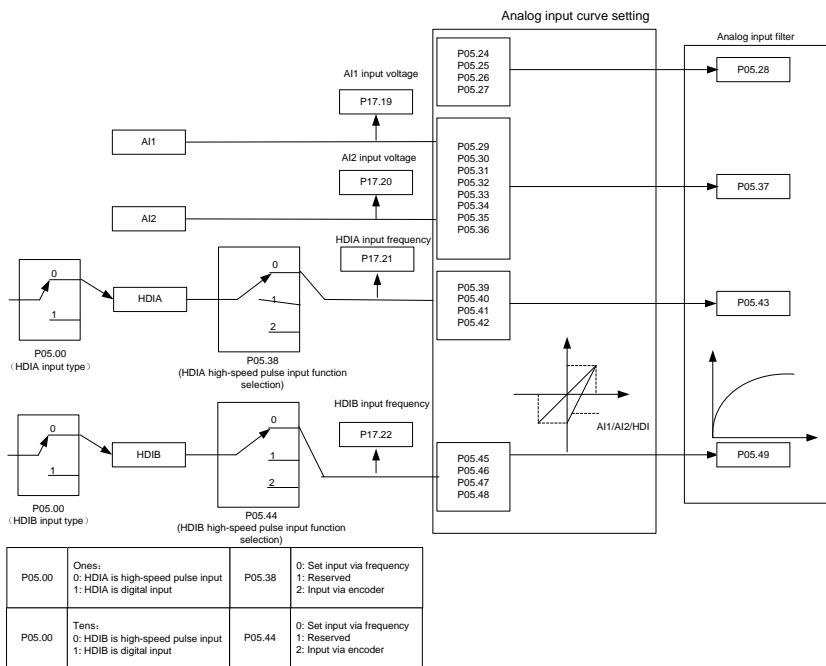 Analog input curve setting
Analog input filter
P05.24
P05.25
P05.26
P05.27
P05.28
AI1 input voltage
P17.19
AI1
P05.29
P05.30
P05.31
P05.32
P05.33
P05.34
P05.35
P05.36
P05.37
AI2 input voltage
P17.20
AI2
HDIA input frequency
P17.21
0
1
HDIA
0
1
2
P05.39
P05.40
P05.41
P05.42
P05.43
P05.00
(HDIA input type)
P05.38
(HDIA high-speed pulse input function
selection)
AI1/AI2/HDI
HDIB input frequency
P17.22
0
1
HDIB
0
1
2
P05.45
P05.46
P05.47
P05.48
P05.49
P05.00
(HDIB input type)
P05.44
(HDIB high-speed pulse input function
selection)
P05.00
Ones:
0: HDIA is high-speed pulse input
1: HDIA is digital input
P05.38
0: Set input via frequency
1: Reserved
2: Input via encoder
P05.00
Tens:
0: HDIB is high-speed pulse input
1: HDIB is digital input
P05.44
0: Set input via frequency
1: Reserved
2: Input via encoder